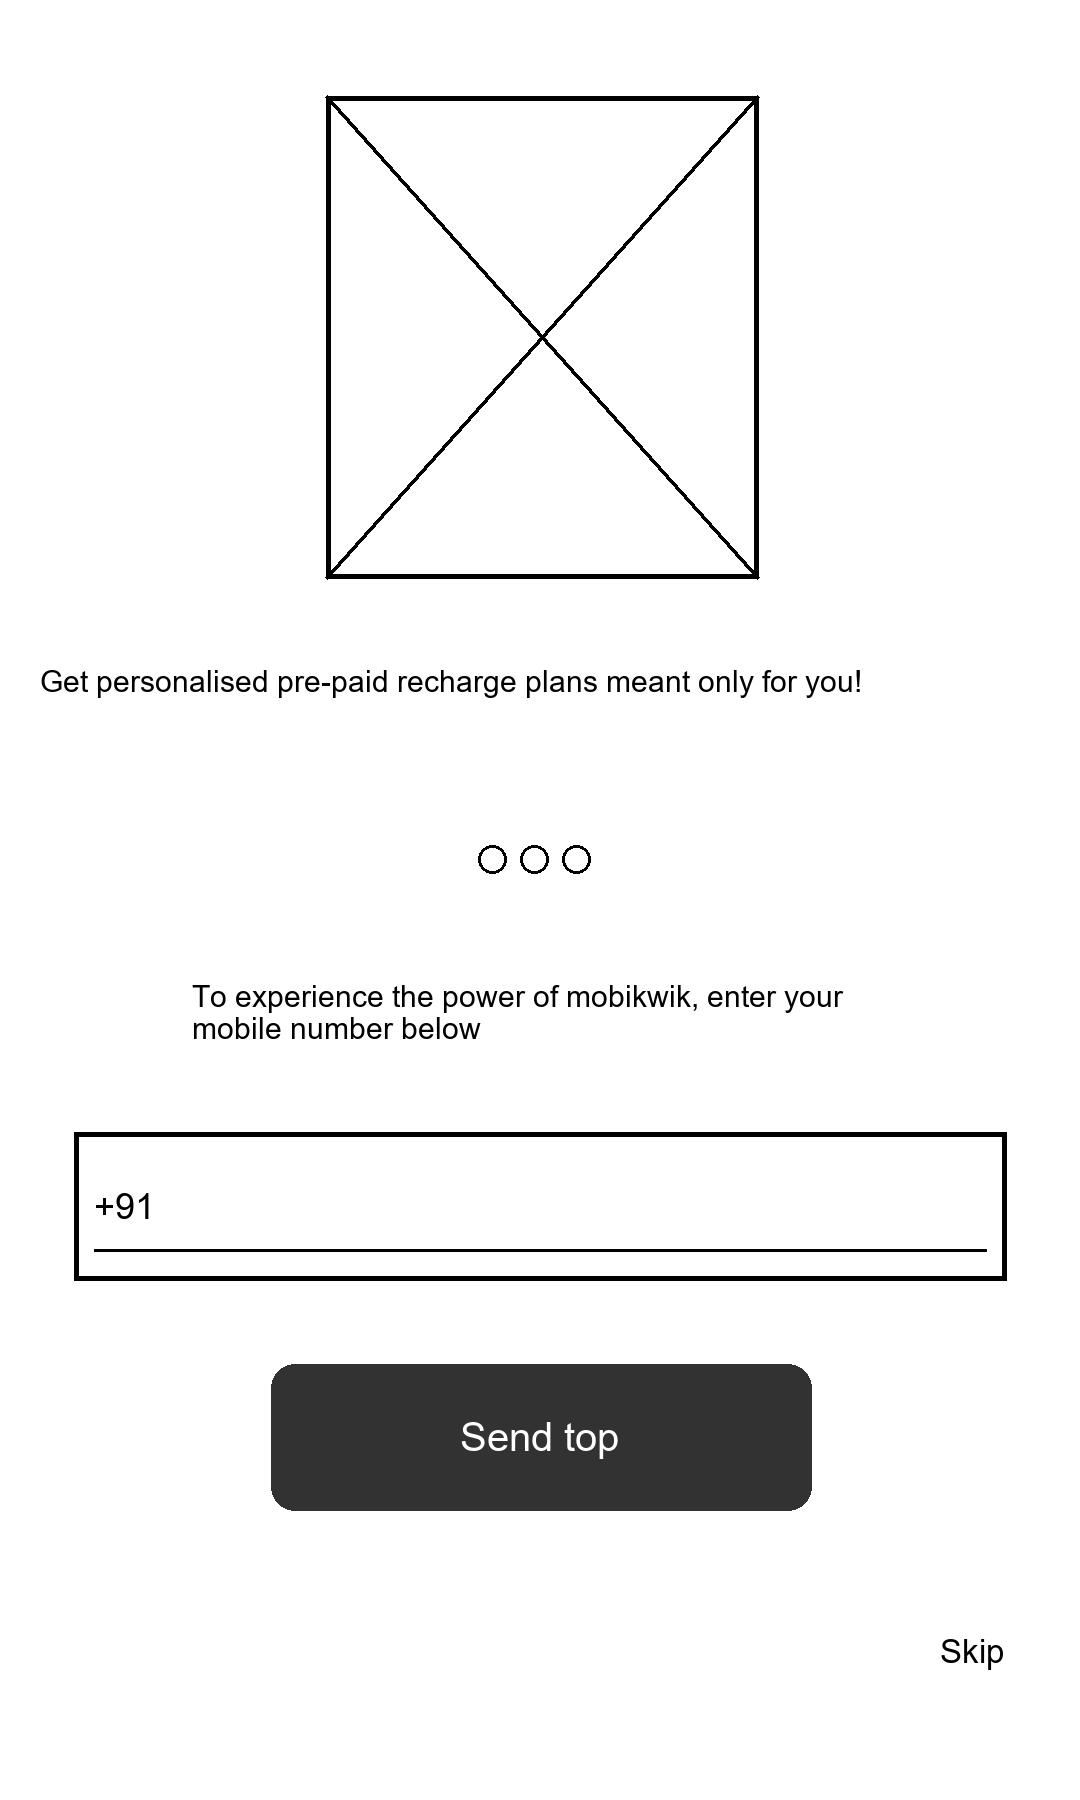 Get personalised pre-paid recharge plans meant only for you!
To experience the power of mobikwik, enter your
mobile number below
+91
Send top
Skip